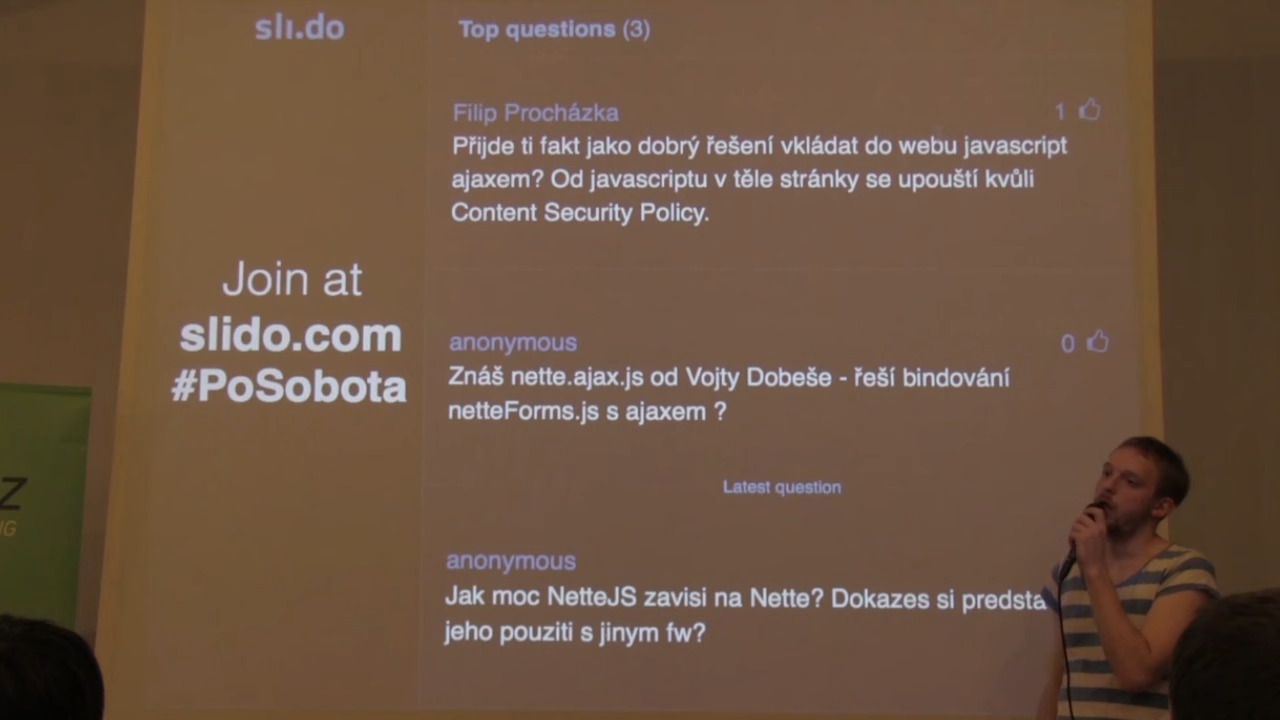 sli.do
Top questions (3)
Filip Procházka
1
Přijde ti fakt jako dobrý řešení vkládat do webu javascript
ajaxem? Od javascriptu v těle stránky se upouští kvůli
Content Security Policy.
Join at
slido.com
#PoSobota
anonymous
0
Znáš nette.ajax.js od Vojty Dobeše - řeší bindování
netteForms.js s ajaxem ?
Latest question
anonymous
Jak moc NetteJS zavisi na Nette? Dokazes si predsta
jeho pouziti s jinym fw?
Z
G